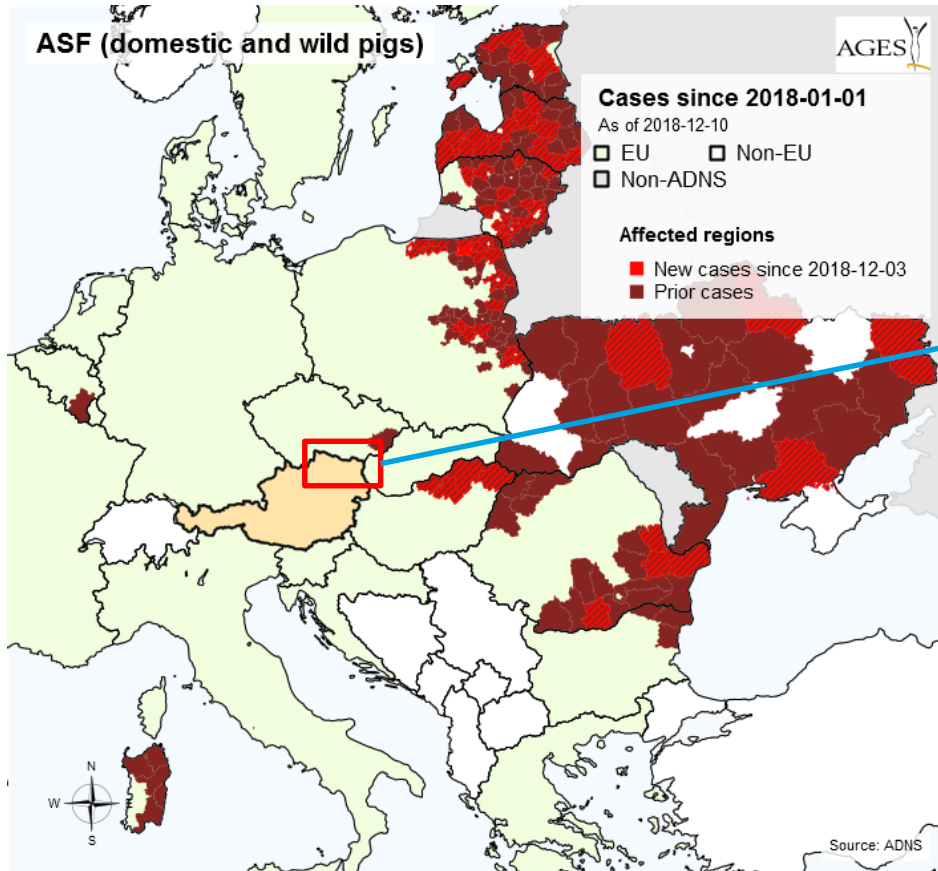 ASF (domestic and wild pigs)
AGES
Cases since 2018-01-01
As of 2018-12-10
EU
Non-EU
Non-ADNS
Affected regions
New cases since 2018-12-03
Prior cases
N
W
E
S
Source: ADNS